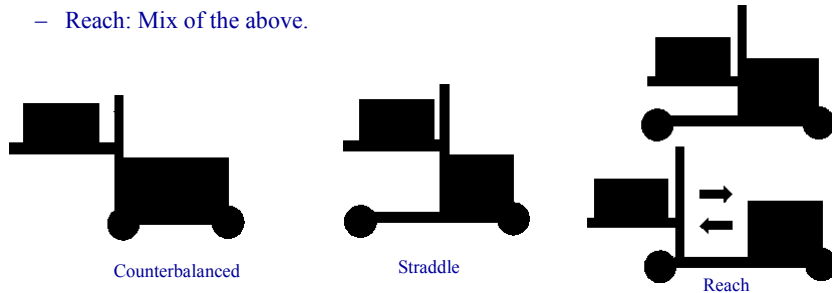 – Reach: Mix of the above.
Counterbalanced
Straddle
Reach